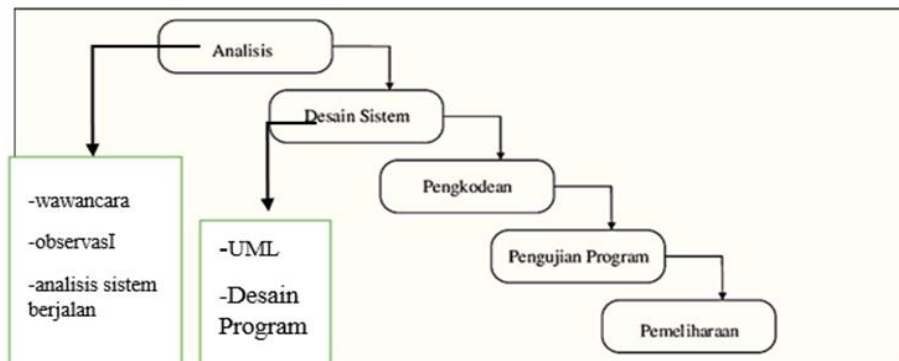 Analisis
Desain Sistem
Pengkodean
Pengujian Program
Pemeliharaan
-wawancara
-observasI
-analisis sistem
berjalan
-UML
-Desain
Program